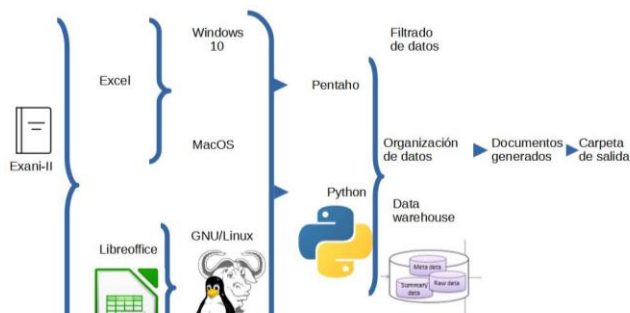 Exani-II
Excel
Libreoffice
Windows
10
MacOS
GNU/Linux
Pentaho
Python
Filtrado
de datos
Organización
de datos
Data
warehouse
Meta data
Summary
data
Raw data
Documentos
generados
Carpeta
de salida